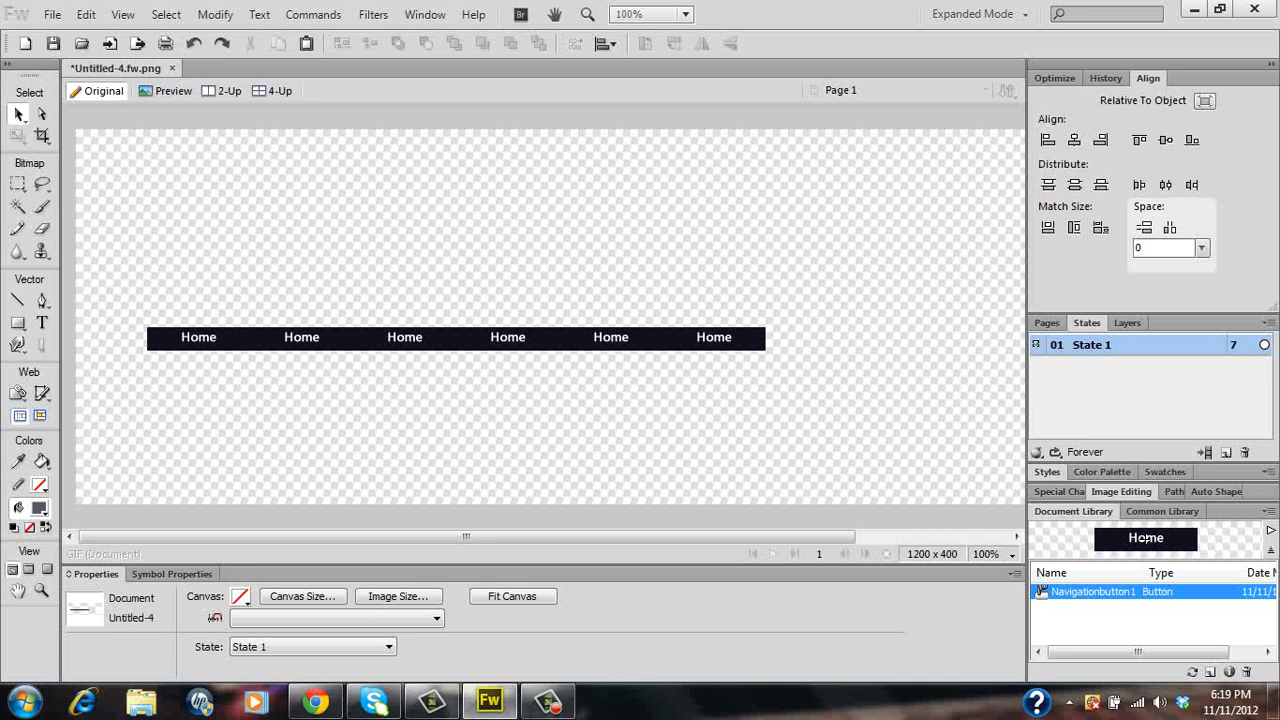 Fw File Edit View Select Modify Text Commands Filters Window Help Br 100% Expanded Mode
*Untitled-4.fw.png
Original Preview 2-Up 4-Up Page 1
Select
Bitmap
Vector
Web
Colors
View
Home Home Home Home Home Home
GIF (Document) 1 1200 x 400 100%
Properties Symbol Properties
Document
Untitled-4
Canvas: Canvas Size... Image Size... Fit Canvas
State: State 1
Optimize History Align
Relative To Object
Align:
Distribute:
Match Size: Space:
0
Pages States Layers
01 State 1 7
Forever
Styles Color Palette Swatches
Special Cha Image Editing Path Auto Shape
Document Library Common Library
Home
Name Type Date M
Navigationbutton1 Button 11/11/1
Fw
6:19 PM
11/11/2012